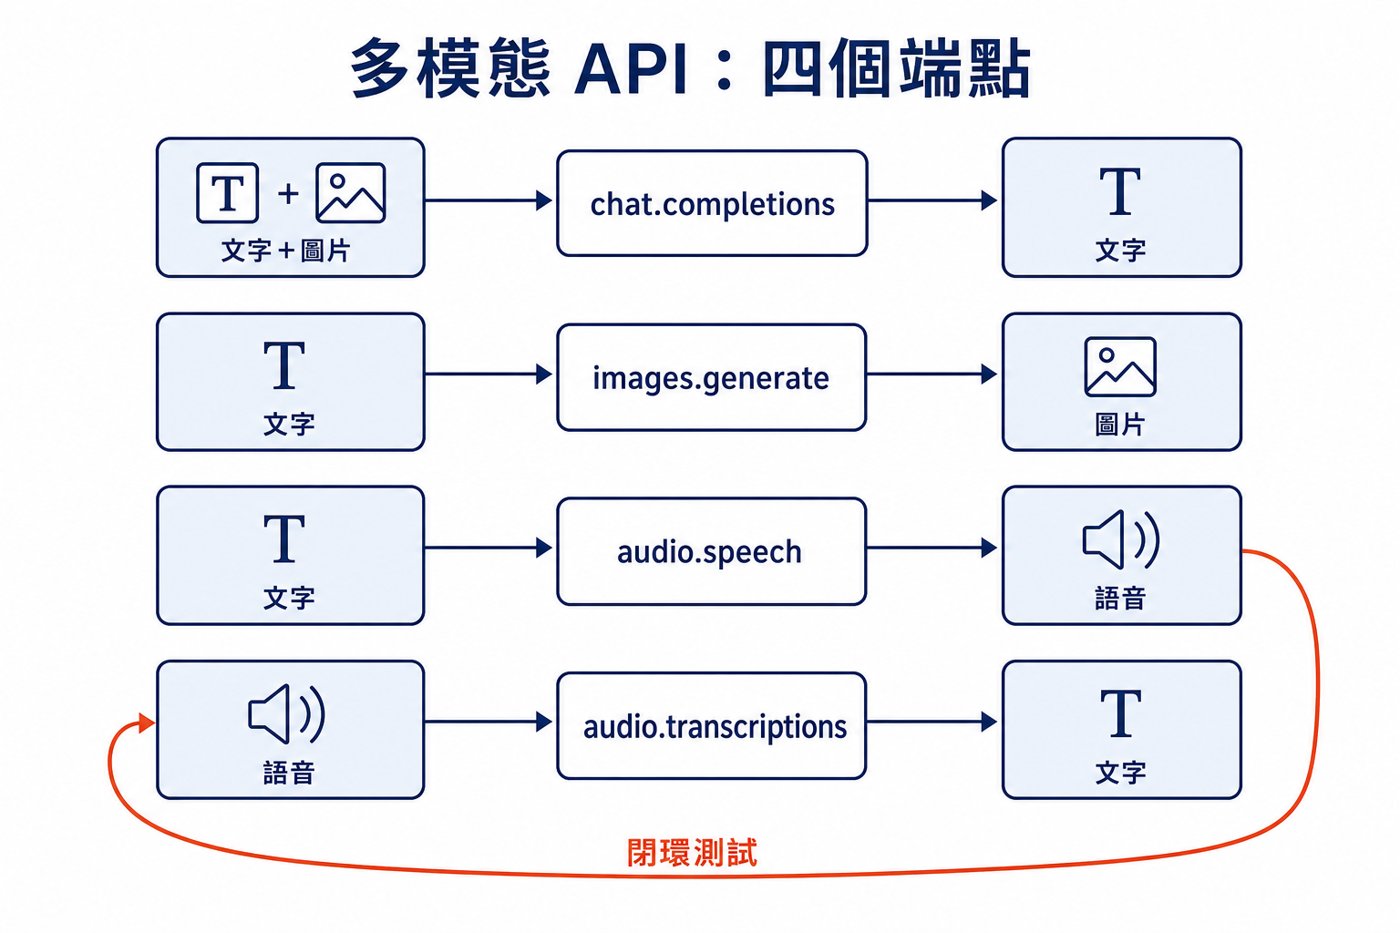 多模態 API：四個端點
T + 
文字＋圖片
chat.completions
T
文字
T
文字
images.generate
圖片
T
文字
audio.speech
語音
語音
audio.transcriptions
T
文字
閉環測試